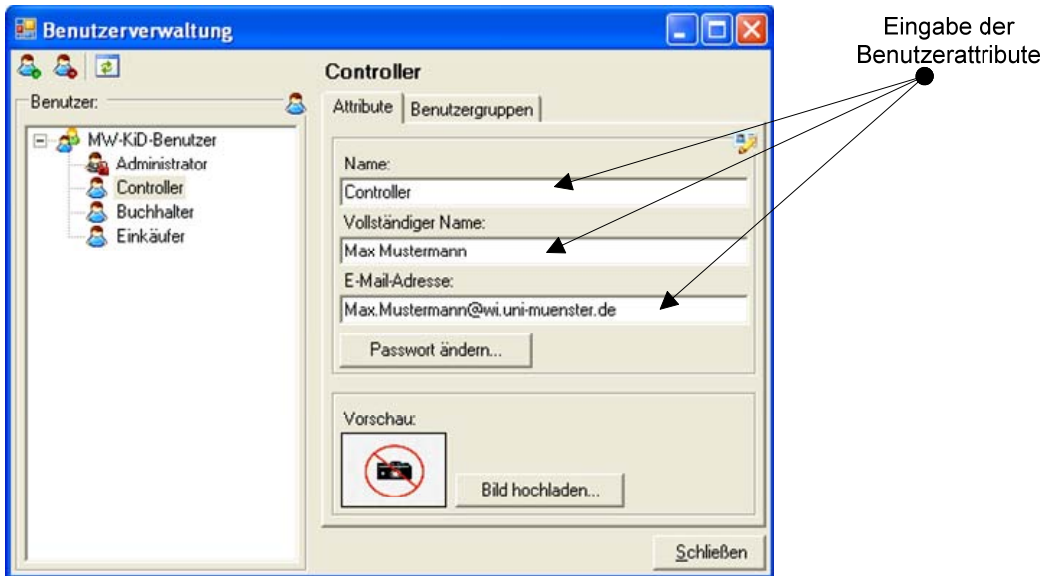 Benutzerverwaltung
Eingabe der
Benutzerattribute
Controller
Benutzer:
MW-KiD-Benutzer
Administrator
Controller
Buchhalter
Einkäufer
Attribute
Benutzergruppen
Name:
Controller
Vollständiger Name:
Max Mustermann
E-Mail-Adresse:
Max.Mustermann@wi.uni-muenster.de
Passwort ändern...
Vorschau:
Bild hochladen...
Schließen